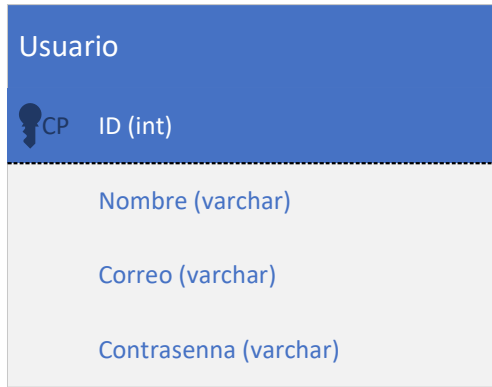 Usuario
CP ID (int)
Nombre (varchar)
Correo (varchar)
Contrasenna (varchar)